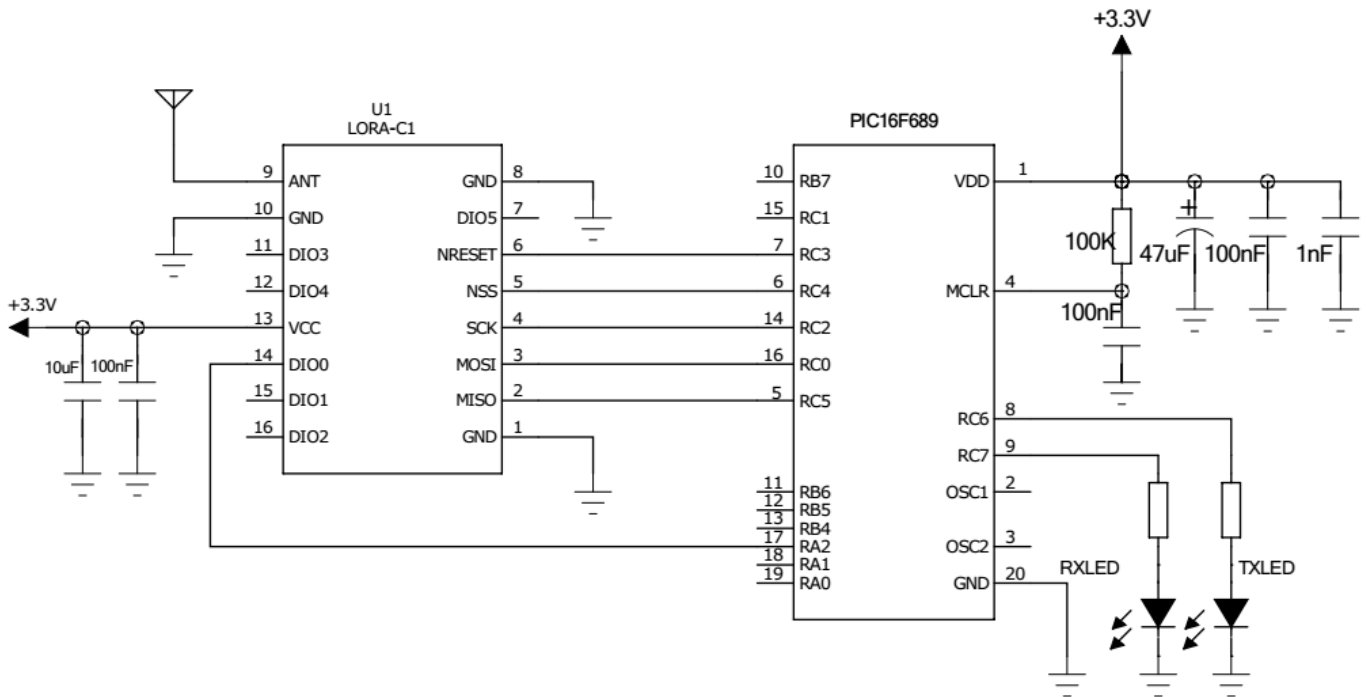 +3.3V
U1
LORA-C1
PIC16F689
9 ANT
GND 8
10 RB7
VDD 1
10 GND
DIO5 7
15 RC1
11 DIO3
NRESET 6
7 RC3
100K
47uF
+
100nF
1nF
12 DIO4
NSS 5
6 RC4
MCLR 4
+3.3V
13 VCC
SCK 4
14 RC2
100nF
10uF
100nF
14 DIO0
MOSI 3
16 RC0
15 DIO1
MISO 2
5 RC5
16 DIO2
GND 1
RC6 8
RC7 9
11 RB6
OSC1 2
12 RB5
13 RB4
17 RA2
OSC2 3
18 RA1
RXLED
TXLED
19 RA0
GND 20